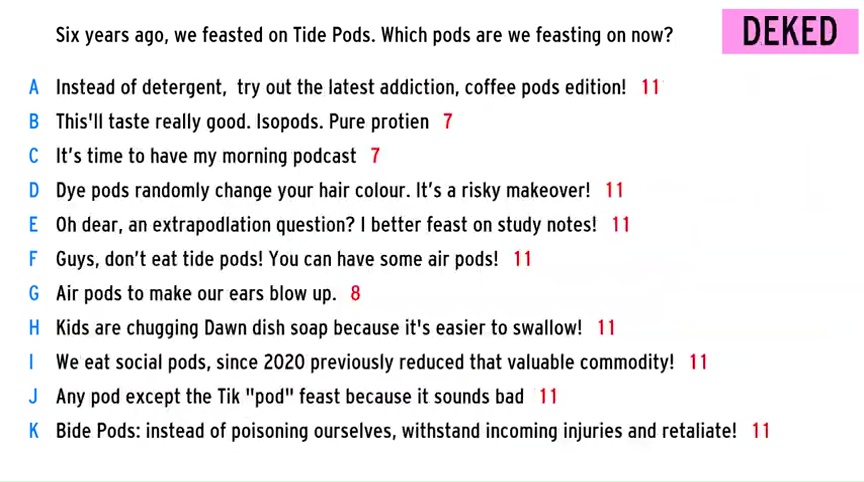 Six years ago, we feasted on Tide Pods. Which pods are we feasting on now?
DEKED
A Instead of detergent, try out the latest addiction, coffee pods edition! 11
B This'll taste really good. Isopods. Pure protien 7
C It's time to have my morning podcast 7
D Dye pods randomly change your hair colour. It's a risky makeover! 11
E Oh dear, an extrapodlation question? I better feast on study notes! 11
F Guys, don't eat tide pods! You can have some air pods! 11
G Air pods to make our ears blow up. 8
H Kids are chugging Dawn dish soap because it's easier to swallow! 11
I We eat social pods, since 2020 previously reduced that valuable commodity! 11
J Any pod except the Tik "pod" feast because it sounds bad 11
K Bide Pods: instead of poisoning ourselves, withstand incoming injuries and retaliate! 11